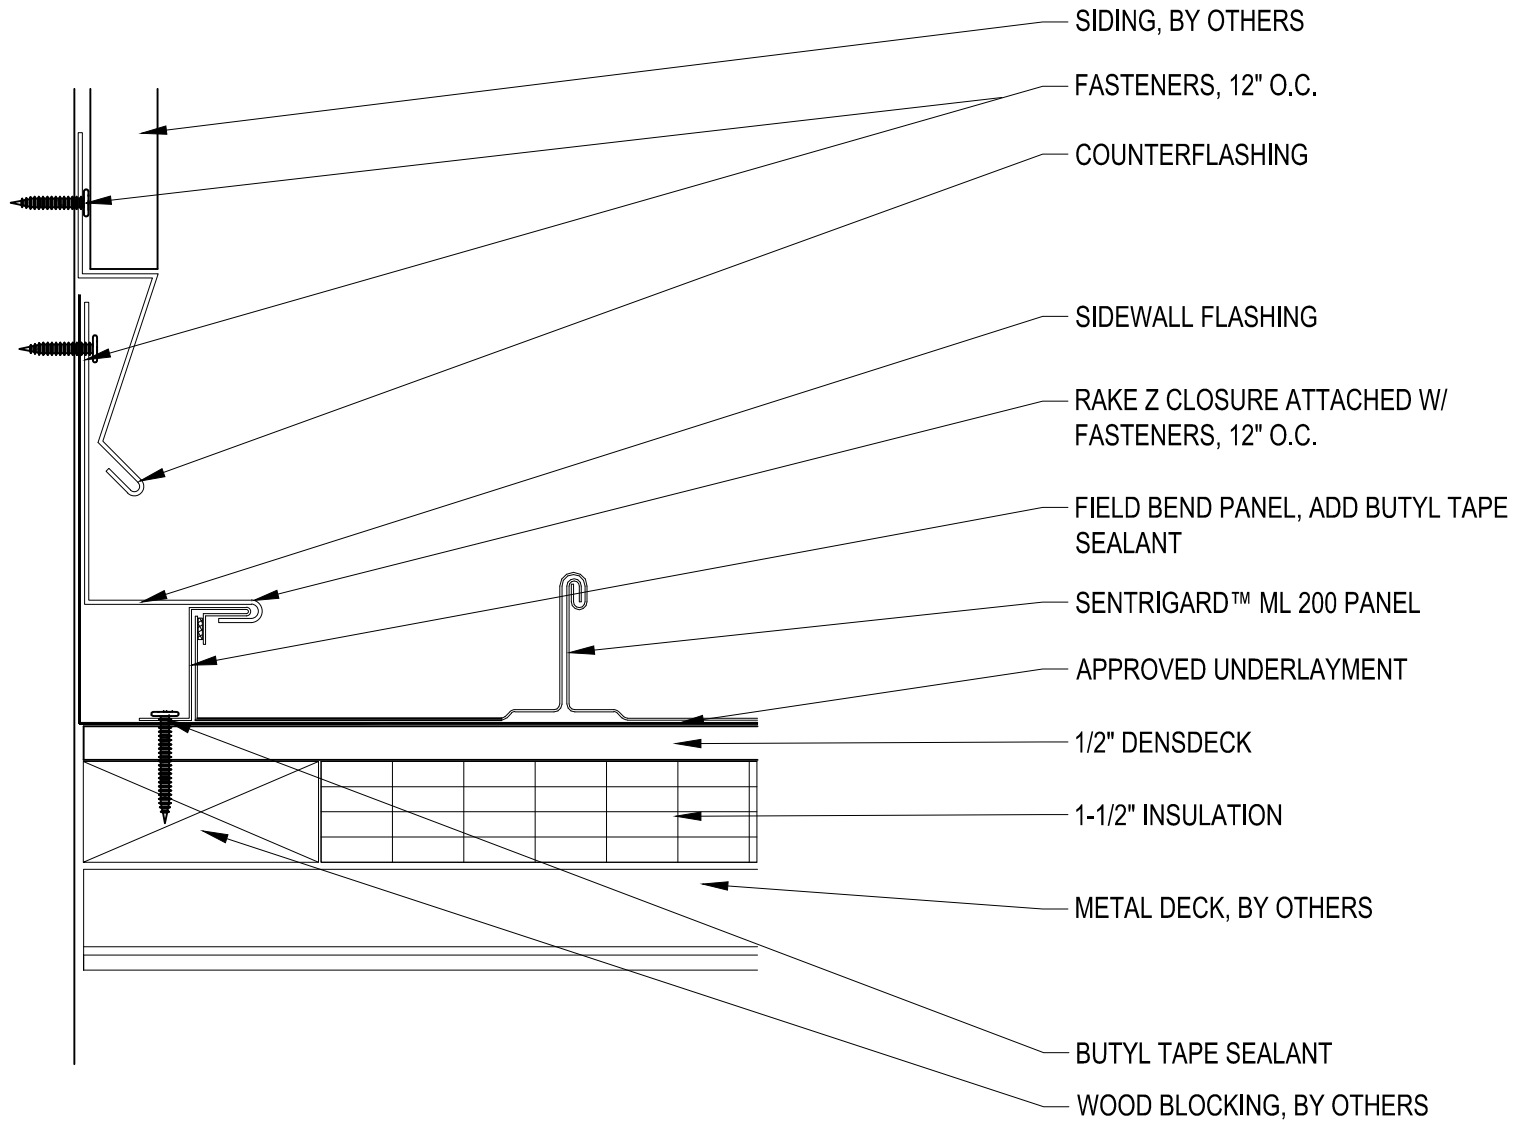 SIDING, BY OTHERS
FASTENERS, 12" O.C.
COUNTERFLASHING
SIDEWALL FLASHING
RAKE Z CLOSURE ATTACHED W/
FASTENERS, 12" O.C.
FIELD BEND PANEL, ADD BUTYL TAPE
SEALANT
SENTRIGARD™ ML 200 PANEL
APPROVED UNDERLAYMENT
1/2" DENSDECK
1-1/2" INSULATION
METAL DECK, BY OTHERS
BUTYL TAPE SEALANT
WOOD BLOCKING, BY OTHERS